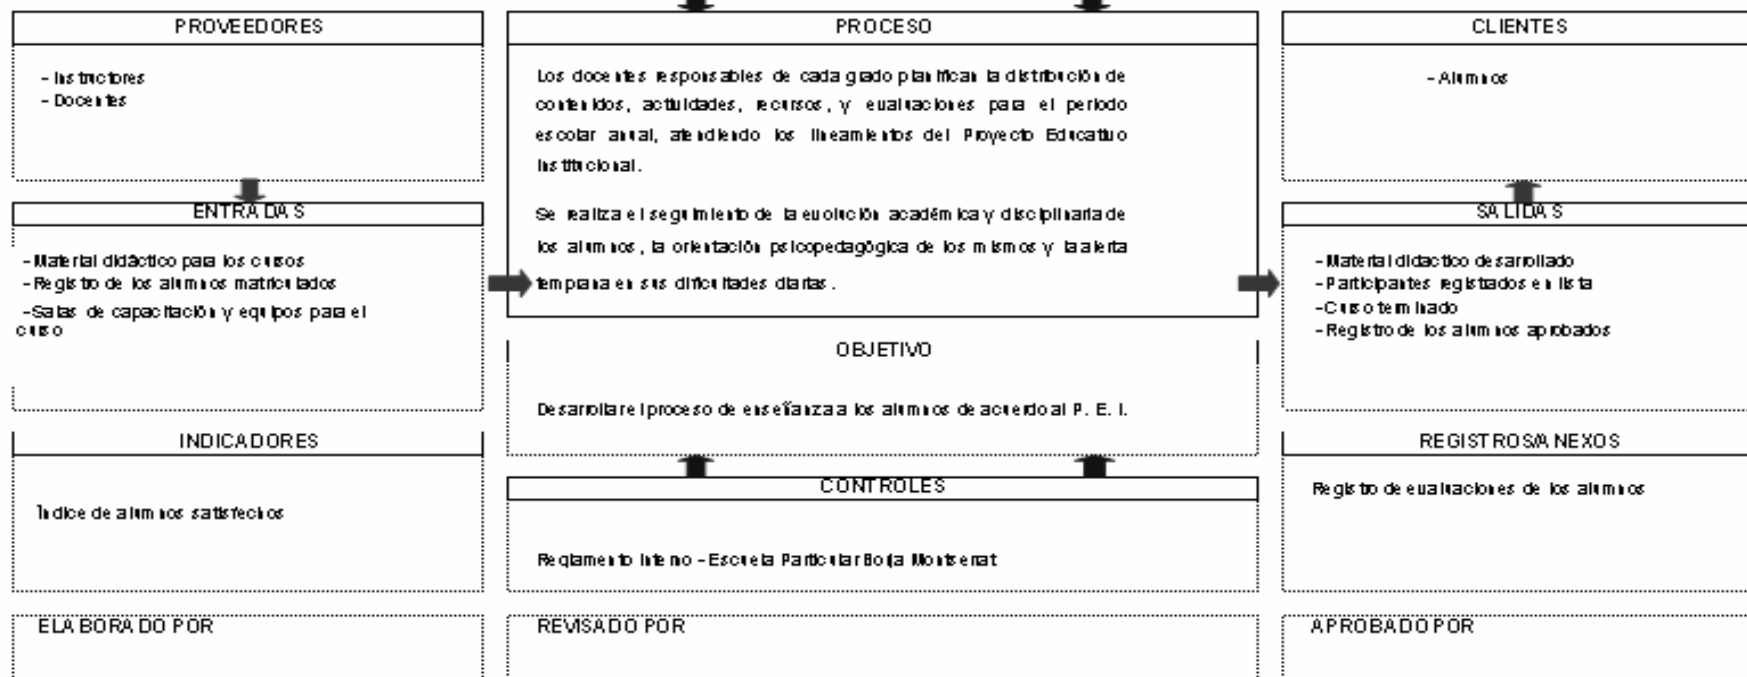 PROVEEDORES
- Instructores
- Docentes
ENTRADAS
- Material didáctico para los cursos
- Registro de los alumnos matriculados
- Salas de capacitación y equipos para el
curso
INDICADORES
Índice de alumnos satisfechos
ELABORADO POR
PROCESO
Los docentes responsables de cada grado planifican la distribución de
contenidos, actividades, recursos, y evaluaciones para el periodo
escolar anual, atendiendo los lineamientos del Proyecto Educativo
Institucional.
Se realiza el seguimiento de la evolución académica y disciplinaria de
los alumnos, la orientación psicopedagógica de los mismos y la alerta
temprana en sus dificultades diarias.
OBJETIVO
Desarrollar el proceso de enseñanza a los alumnos de acuerdo al P. E. I.
CONTROLES
Reglamento Interno - Escuela Particular Borja Montserrat
REVISADO POR
CLIENTES
- Alumnos
SALIDAS
- Material didactico desarrollado
- Participantes registrados en lista
- Curso terminado
- Registro de los alumnos aprobados
REGISTROS/ANEXOS
Registro de evaluaciones de los alumnos
APROBADO POR